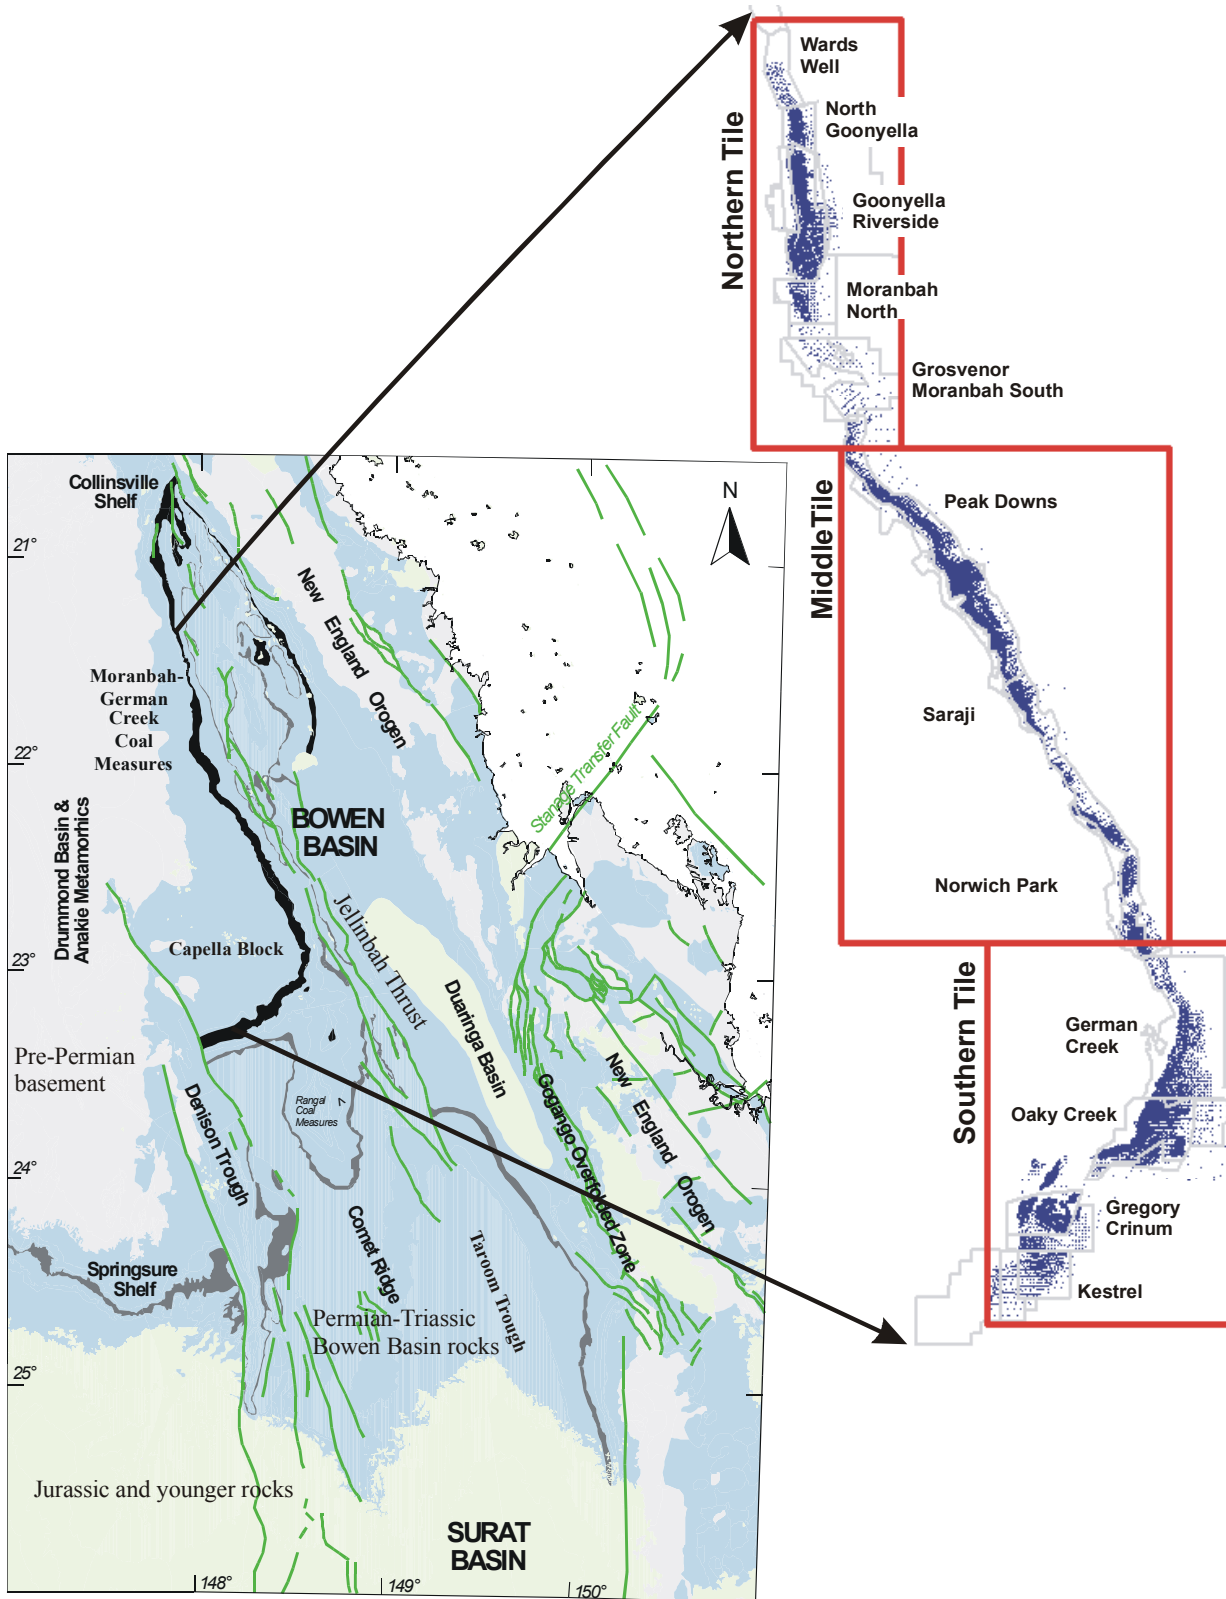 Wards
Well
North
Goonyella
Northern Tile
Goonyella
Riverside
Moranbah
North
Grosvenor
Moranbah South
Peak Downs
Middle Tile
Saraji
Norwich Park
Southern Tile
German
Creek
Oaky Creek
Gregory
Crinum
Kestrel
Collinsville
Shelf
N
21°
New England Orogen
Moranbah-
German
Creek
Coal
Measures
22°
Stanage Transfer Fault
BOWEN
BASIN
Drummond Basin &
Anakie Metamorhics
Capella Block
Jellinbah Thrust
23°
Duaringa Basin
Pre-Permian
basement
Denison Trough
Rangal
Coal
Measures
Gogango Overfolded Zone
New England Orogen
24°
Comet Ridge
Taroom Trough
Springsure
Shelf
Permian-Triassic
Bowen Basin rocks
25°
Jurassic and younger rocks
SURAT
BASIN
148°
149°
150°